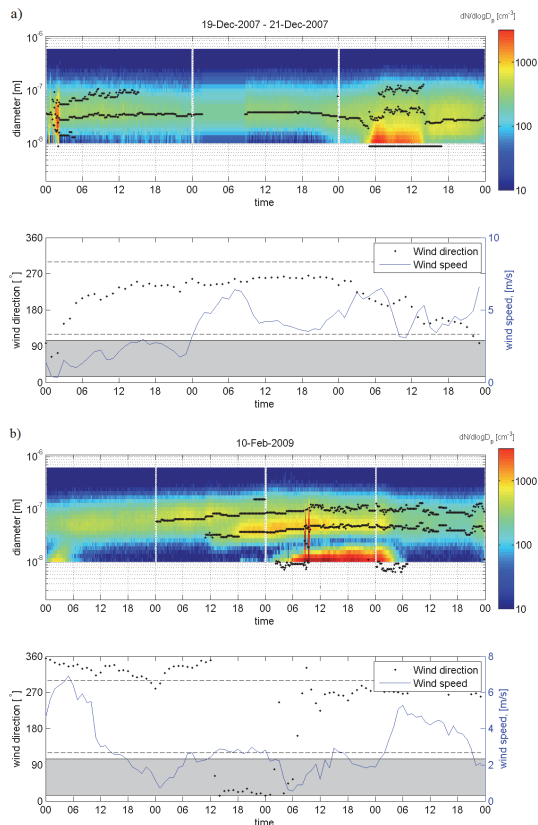 a)
19-Dec-2007 - 21-Dec-2007
dN/dlogDp [cm-3]
diameter [m]
10-6
10-7
10-8
1000
100
10
00 06 12 18 00 06 12 18 00 06 12 18 00
time
wind direction [°]
360
270
180
90
0
Wind direction
Wind speed
10
5
0
wind speed, [m/s]
00 06 12 18 00 06 12 18 00 06 12 18 00
time
b)
10-Feb-2009
dN/dlogDp [cm-3]
diameter [m]
10-6
10-7
10-8
1000
100
10
00 06 12 18 00 06 12 18 00 06 12 18 00 06 12 18 00
time
wind direction [°]
360
270
180
90
0
Wind direction
Wind speed
8
6
4
2
0
wind speed, [m/s]
00 06 12 18 00 06 12 18 00 06 12 18 00 06 12 18 00
time